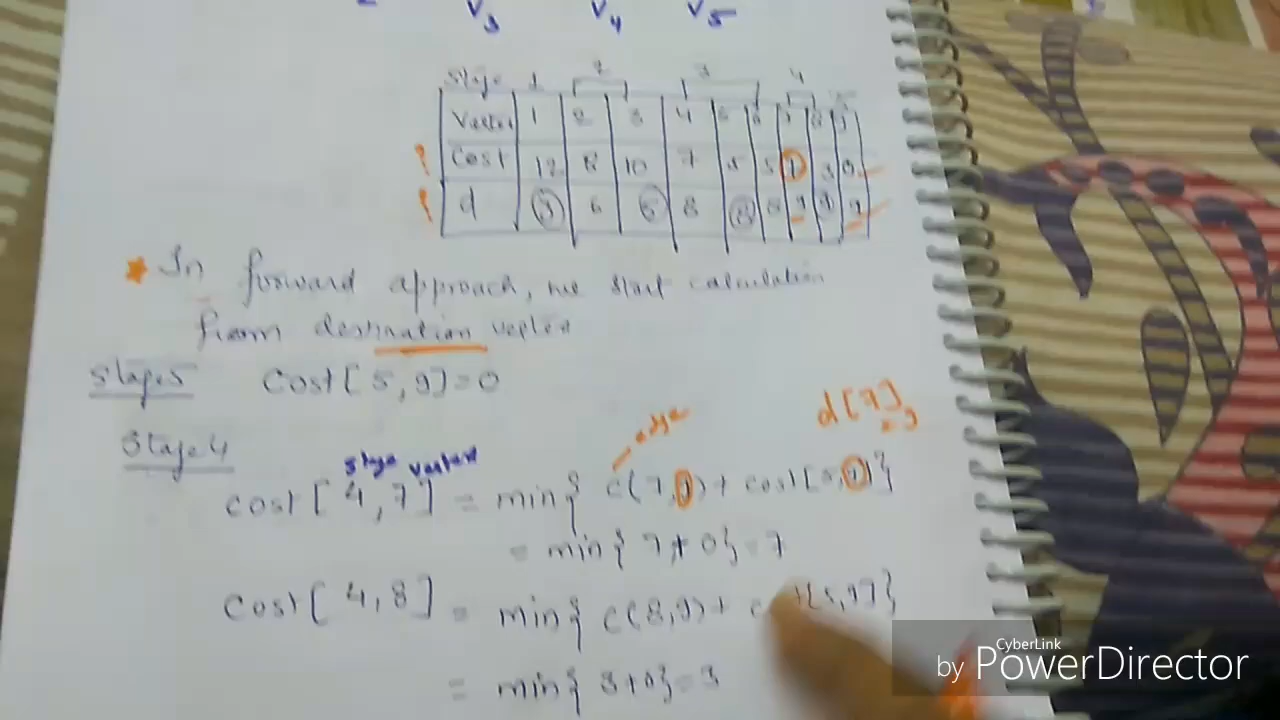 V3 V4 V5
Stage 1 2 3 4 5
Vertex 1 2 3 4 5 6 7 8 9
Cost 12 8 10 7 5 5 7 3 0
d 3 6 5 8 8 8 9 9 9
In forward approach, we start calculation
from destination vertex
Stage5 Cost[5,9]=0
Stage4
d[7]
=9
edge
stage vertex
cost[4,7] = min{ c(7,9)+ cost[5,9]}
= min{ 7+0}=7
Cost[4,8] = min{ c(8,9)+
= min{ 3+0}=3
CyberLink
by PowerDirector